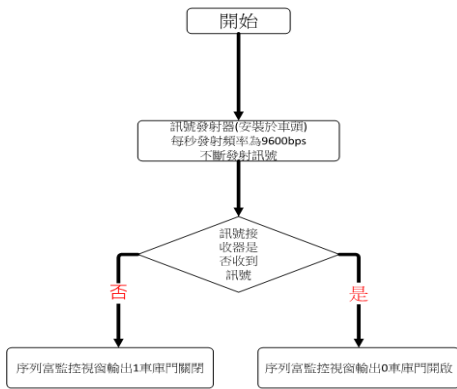 開始
訊號發射器(安裝於車頭)
每秒發射頻率為9600bps
不斷發射訊號
訊號接
收器是
否收到
訊號
否
是
序列富監控視窗輸出1車庫門關閉
序列富監控視窗輸出0車庫門開啟